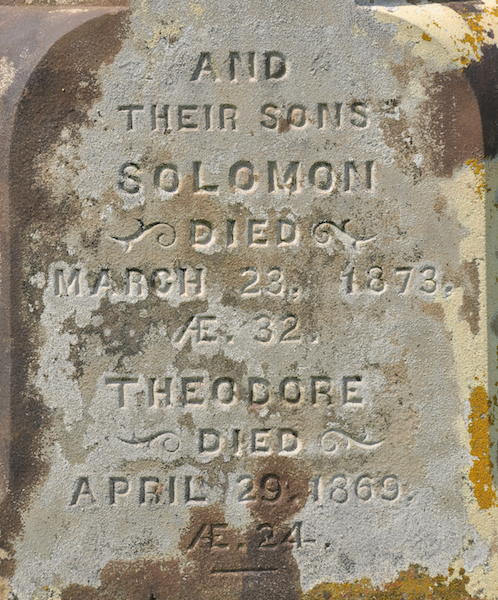 AND
THEIR SONS
SOLOMON
DIED
MARCH 23, 1873,
Æ. 32.
THEODORE
DIED
APRIL 29, 1869.
Æ. 24.